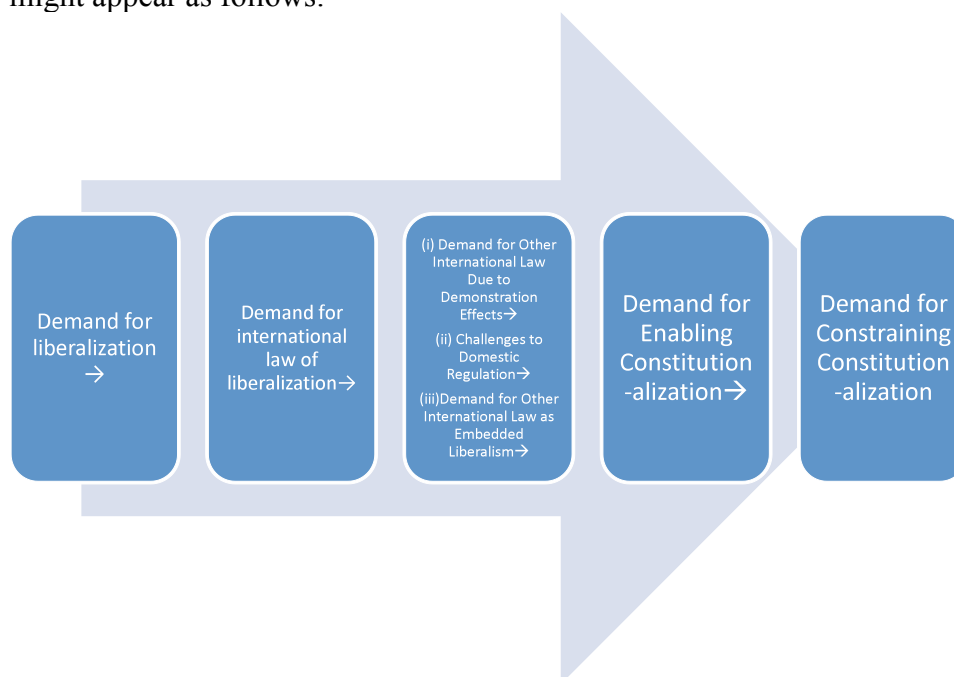 might appear as follows:
Demand for
liberalization
→
Demand for
international
law of
liberalization→
(i) Demand for Other
International Law
Due to
Demonstration
Effects→
(ii) Challenges to
Domestic
Regulation→
(iii)Demand for Other
International Law as
Embedded
Liberalism→
Demand for
Enabling
Constitution
-alization→
Demand for
Constraining
Constitution
-alization